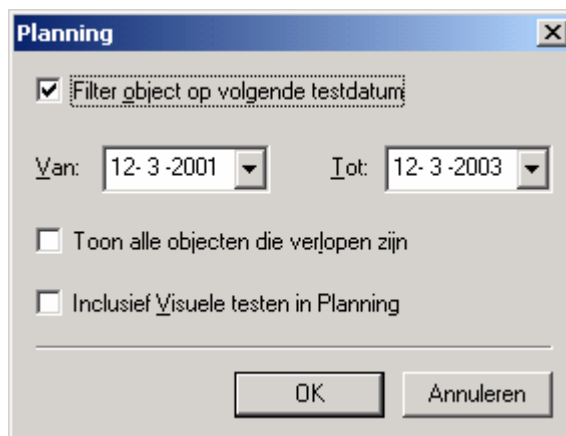 Planning
Filter object op volgende testdatum
Van: 12- 3 -2001 Tot: 12- 3 -2003
Toon alle objecten die verlopen zijn
Inclusief Visuele testen in Planning
OK Annuleren